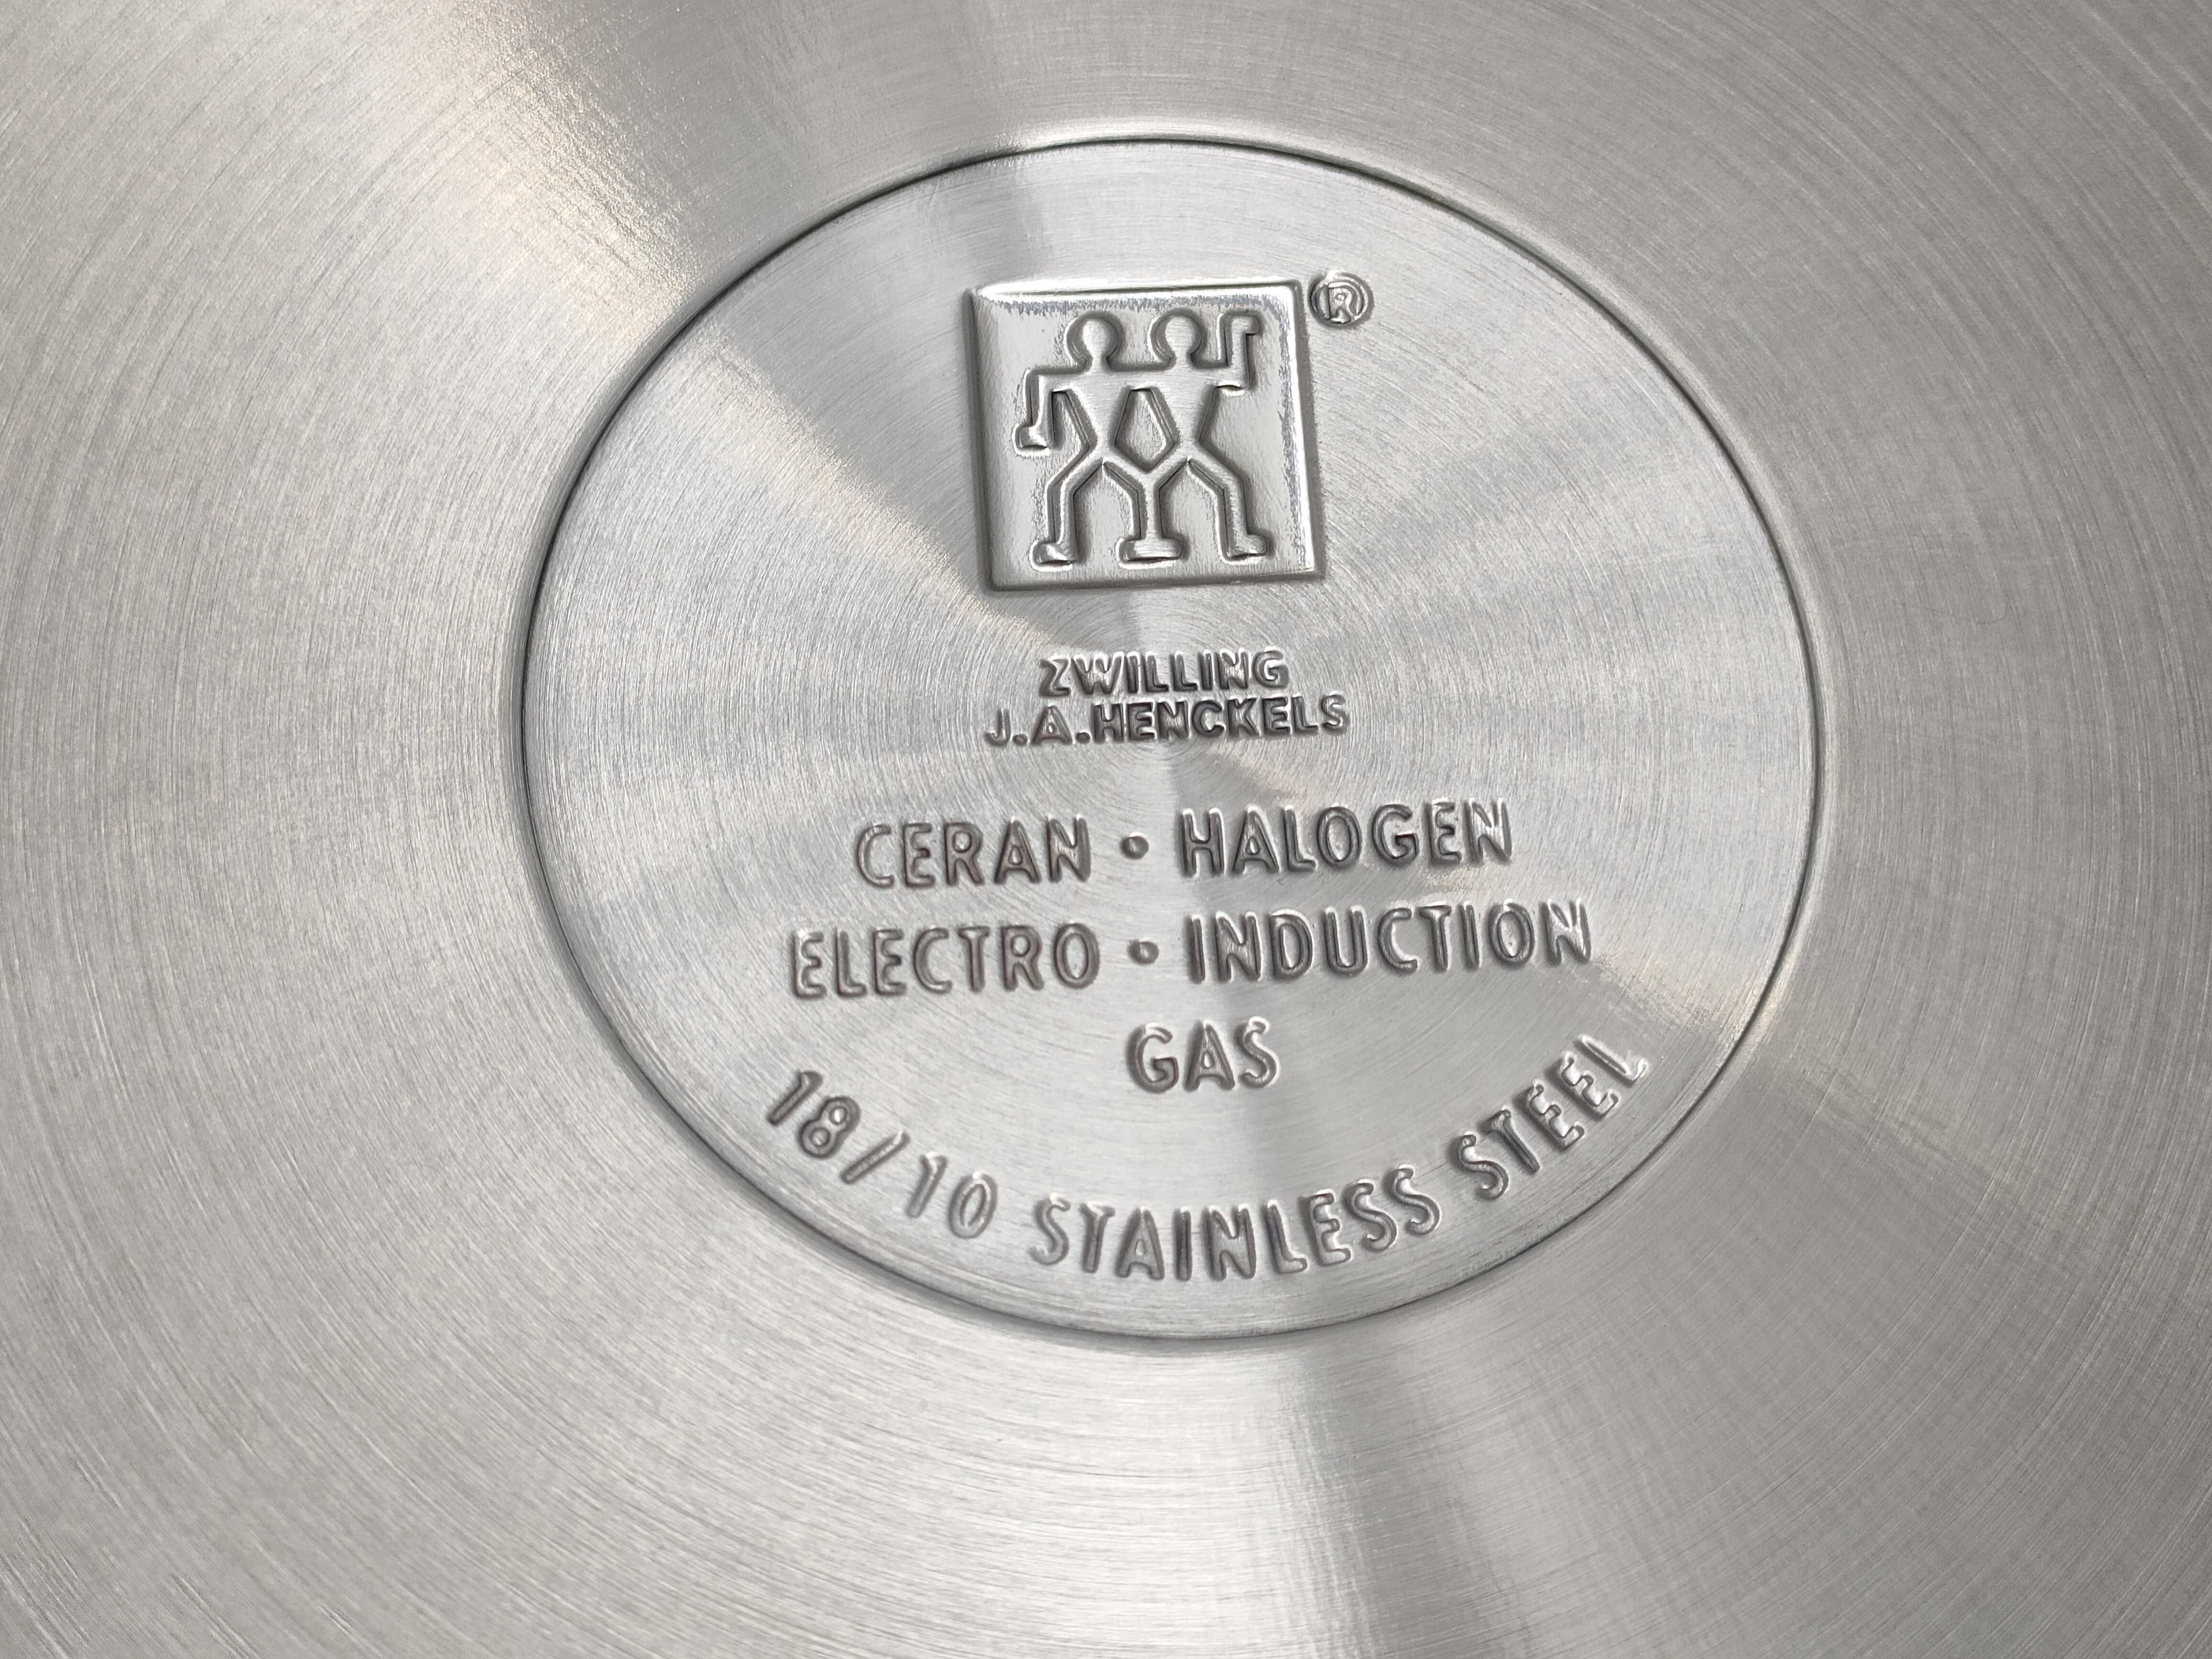 ®
ZWILLING
J.A.HENCKELS
CERAN • HALOGEN
ELECTRO • INDUCTION
GAS
18/10 STAINLESS STEEL